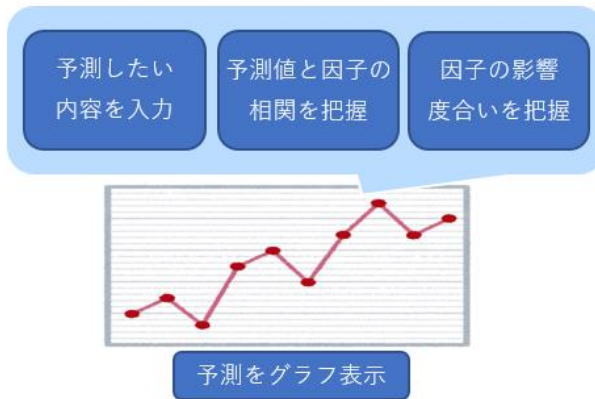 予測したい
内容を入力
予測値と因子の
相関を把握
因子の影響
度合いを把握
予測をグラフ表示